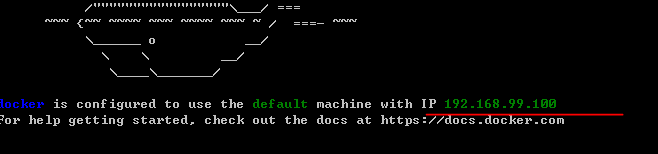 docker is configured to use the default machine with IP 192.168.99.100
For help getting started, check out the docs at https://docs.docker.com